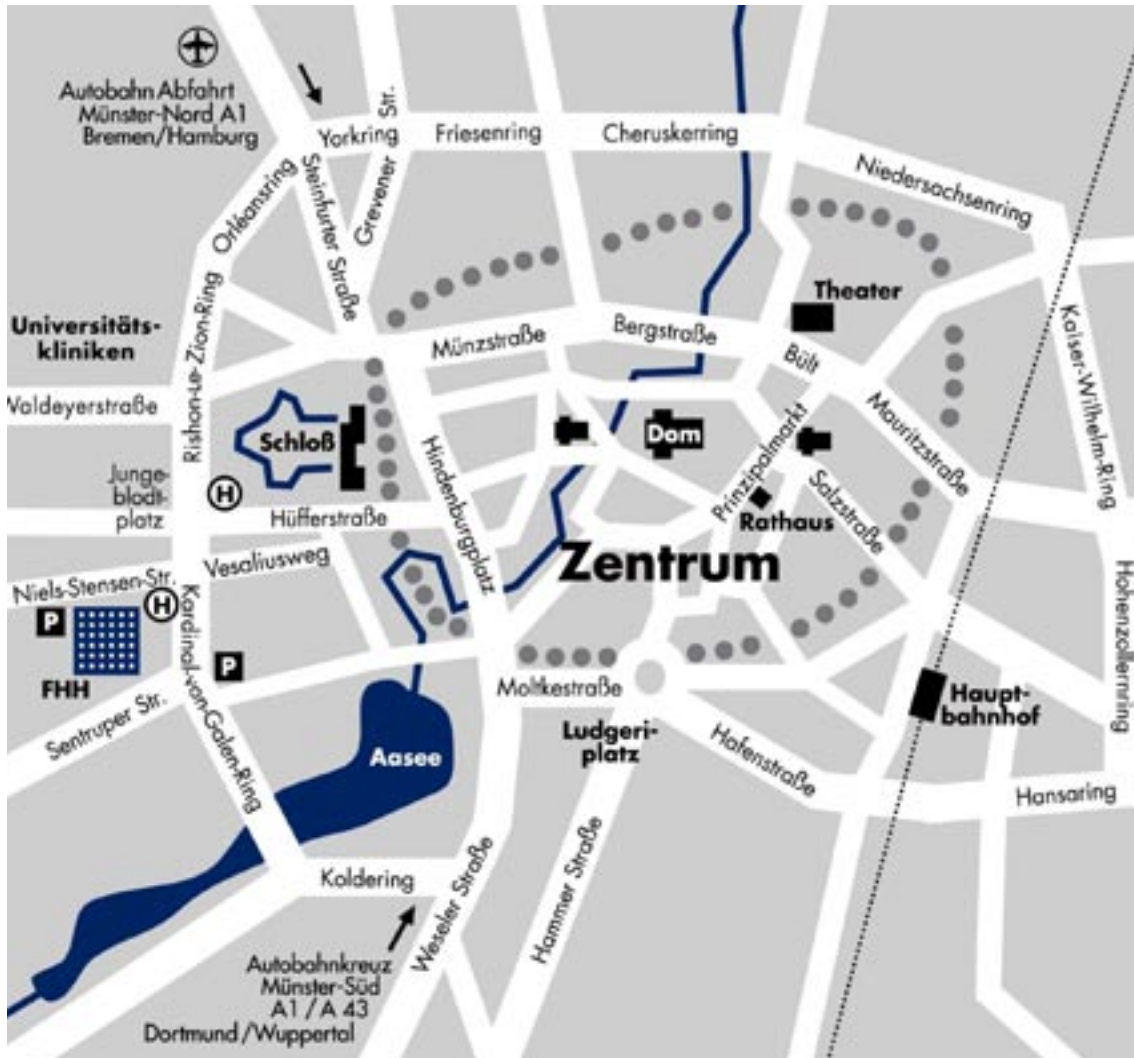 Autobahn Abfahrt
Münster-Nord A1
Bremen/Hamburg
Yorkring
Grevener Str.
Friesenring
Cheruskerring
Niedersachsenring
Orléansring
Steinfurter Straße
Theater
Universitäts-
kliniken
Rishon-Le-Zion-Ring
Münzstraße
Bergstraße
Bült
Kaiser-Wilhelm-Ring
Waldeyerstraße
Schloß
Hindenburgplatz
Dom
Prinzipalmarkt
Mauritzstraße
Junge-
blodt-
platz
H
Hüfferstraße
Rathaus
Salzstraße
Vesaliusweg
Zentrum
Niels-Stensen-Str.
H
P
FHH
Kardinal-von-Galen-Ring
P
Hohenzollernring
Moltkestraße
Haupt-
bahnhof
Sentruper Str.
Aasee
Ludgeri-
platz
Hafenstraße
Hansaring
Koldering
Weseler Straße
Hammer Straße
Autobahnkreuz
Münster-Süd
A1 / A 43
Dortmund/Wuppertal